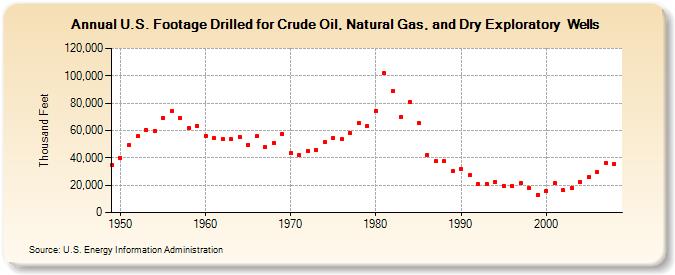 Annual U.S. Footage Drilled for Crude Oil, Natural Gas, and Dry Exploratory Wells
Thousand Feet
120,000
100,000
80,000
60,000
40,000
20,000
0
1950 1960 1970 1980 1990 2000
Source: U.S. Energy Information Administration